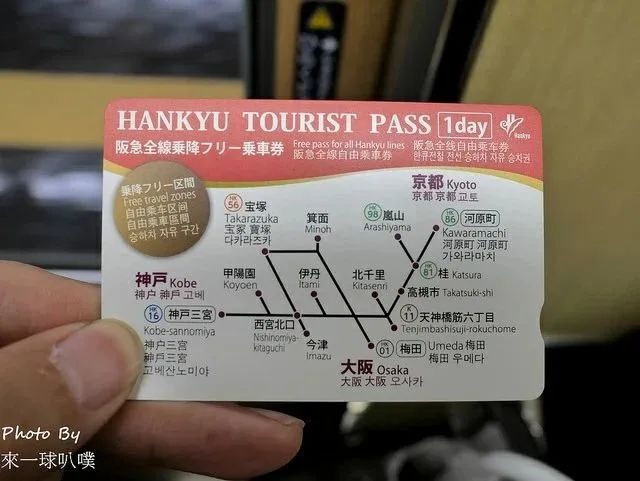 HANKYU TOURIST PASS 1day
Hankyu
阪急全線乗降フリー乗車券
Free pass for all Hankyu lines
阪急全線自由乗車券
阪急全线自由乘车券
한큐전철 전선 승하차 자유 승차권
乗降フリー区間
Free travel zones
自由乘车区间
自由乘車區間
승하차 자유 구간
京都 Kyoto
京都 京都 교토
HK 56 宝塚
Takarazuka
宝冢 寶塚
다카라즈카
箕面
Minoh
HK 98 嵐山
Arashiyama
HK 86 河原町
Kawaramachi
河原町 河原町
가와라마치
HK 81 桂 Katsura
神戸 Kobe
神户 神戶 고베
甲陽園
Koyoen
伊丹
Itami
北千里
Kitasenri
高槻市 Takatsuki-shi
HK 16 神戸三宮
Kobe-sannomiya
神户三宫
神戶三宮
고베산노미야
西宮北口
Nishinomiya-
kitaguchi
今津
Imazu
K 11 天神橋筋六丁目
Tenjimbashisuji-rokuchome
HK 01 梅田 Umeda 梅田
梅田 우메다
大阪 Osaka
大阪 大阪 오사카
Photo By
來一球叭噗